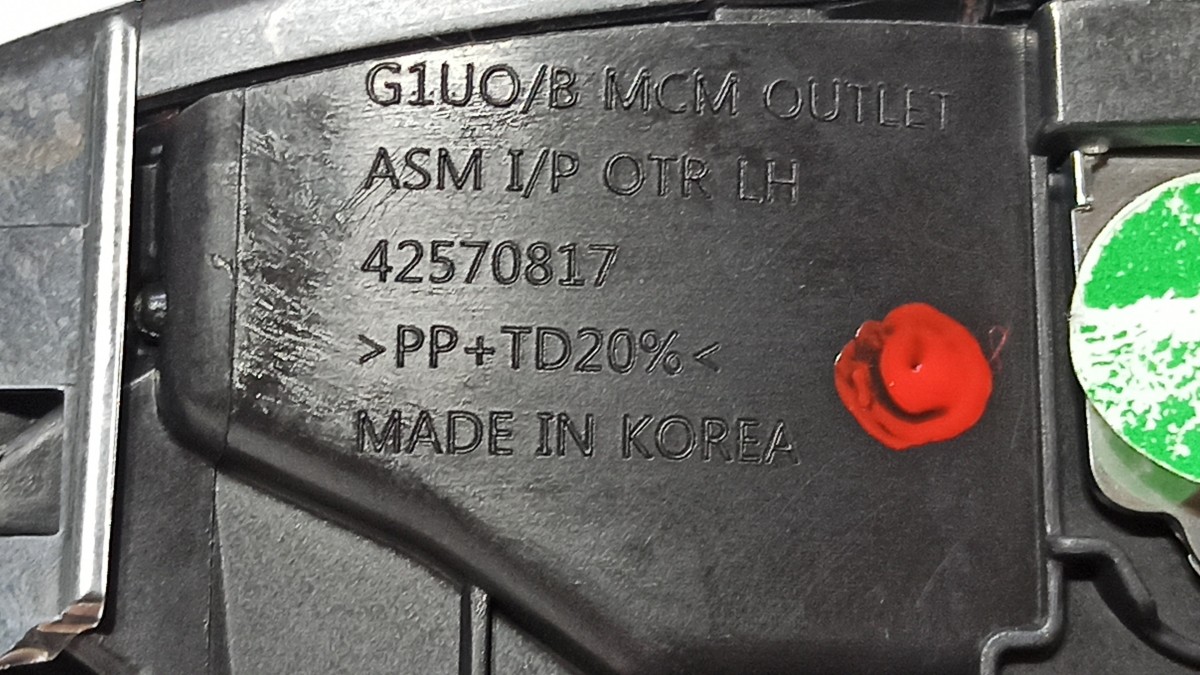 G1UO/B MCM OUTLET
ASM I/P OTR LH
42570817
>PP+TD20%<
MADE IN KOREA